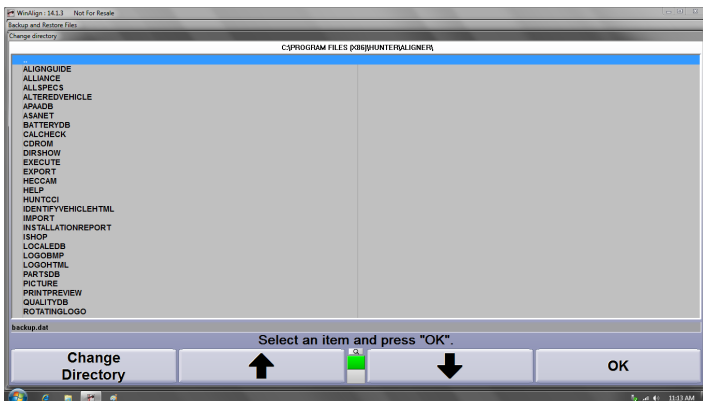 WinAlign : 14.1.3 Not For Resale
Backup and Restore Files
Change directory
C:\PROGRAM FILES (X86)\HUNTER\ALIGNER\
..
ALIGNGUIDE
ALLIANCE
ALLSPECS
ALTEREDVEHICLE
APAADB
ASANET
BATTERYDB
CALCHECK
CDROM
DIRSHOW
EXECUTE
EXPORT
HECCAM
HELP
HUNTCCI
IDENTIFYVEHICLEHTML
IMPORT
INSTALLATIONREPORT
ISHOP
LOCALEDB
LOGOBMP
LOGOHTML
PARTSDB
PICTURE
PRINTPREVIEW
QUALITYDB
ROTATINGLOGO
backup.dat
Select an item and press "OK".
Change
Directory
OK
11:13 AM